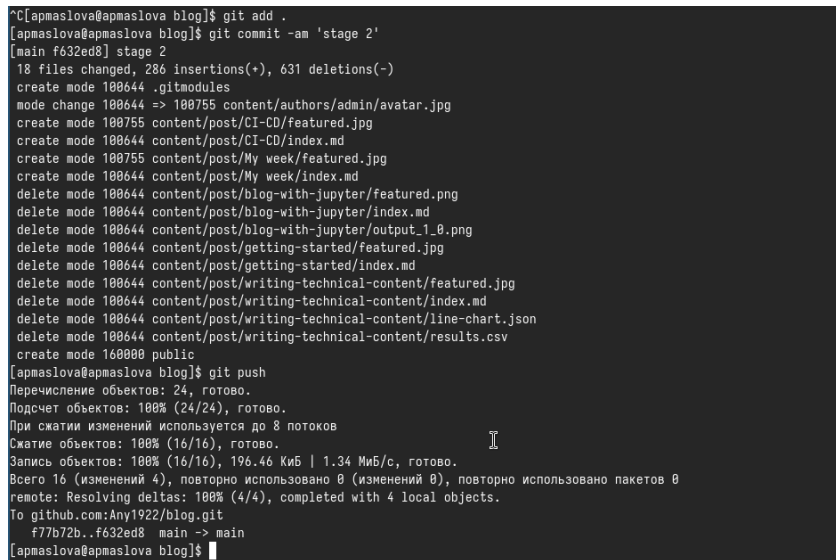 ^C[apmaslova@apmaslova blog]$ git add .
[apmaslova@apmaslova blog]$ git commit -am 'stage 2'
[main f632ed8] stage 2
 18 files changed, 286 insertions(+), 631 deletions(-)
 create mode 100644 .gitmodules
 mode change 100644 => 100755 content/authors/admin/avatar.jpg
 create mode 100755 content/post/CI-CD/featured.jpg
 create mode 100644 content/post/CI-CD/index.md
 create mode 100755 content/post/My week/featured.jpg
 create mode 100644 content/post/My week/index.md
 delete mode 100644 content/post/blog-with-jupyter/featured.png
 delete mode 100644 content/post/blog-with-jupyter/index.md
 delete mode 100644 content/post/blog-with-jupyter/output_1_0.png
 delete mode 100644 content/post/getting-started/featured.jpg
 delete mode 100644 content/post/getting-started/index.md
 delete mode 100644 content/post/writing-technical-content/featured.jpg
 delete mode 100644 content/post/writing-technical-content/index.md
 delete mode 100644 content/post/writing-technical-content/line-chart.json
 delete mode 100644 content/post/writing-technical-content/results.csv
 create mode 160000 public
[apmaslova@apmaslova blog]$ git push
Перечисление объектов: 24, готово.
Подсчет объектов: 100% (24/24), готово.
При сжатии изменений используется до 8 потоков
Сжатие объектов: 100% (16/16), готово.
Запись объектов: 100% (16/16), 196.46 КиБ | 1.34 МиБ/с, готово.
Всего 16 (изменений 4), повторно использовано 0 (изменений 0), повторно использовано пакетов 0
remote: Resolving deltas: 100% (4/4), completed with 4 local objects.
To github.com:Any1922/blog.git
   f77b72b..f632ed8  main -> main
[apmaslova@apmaslova blog]$